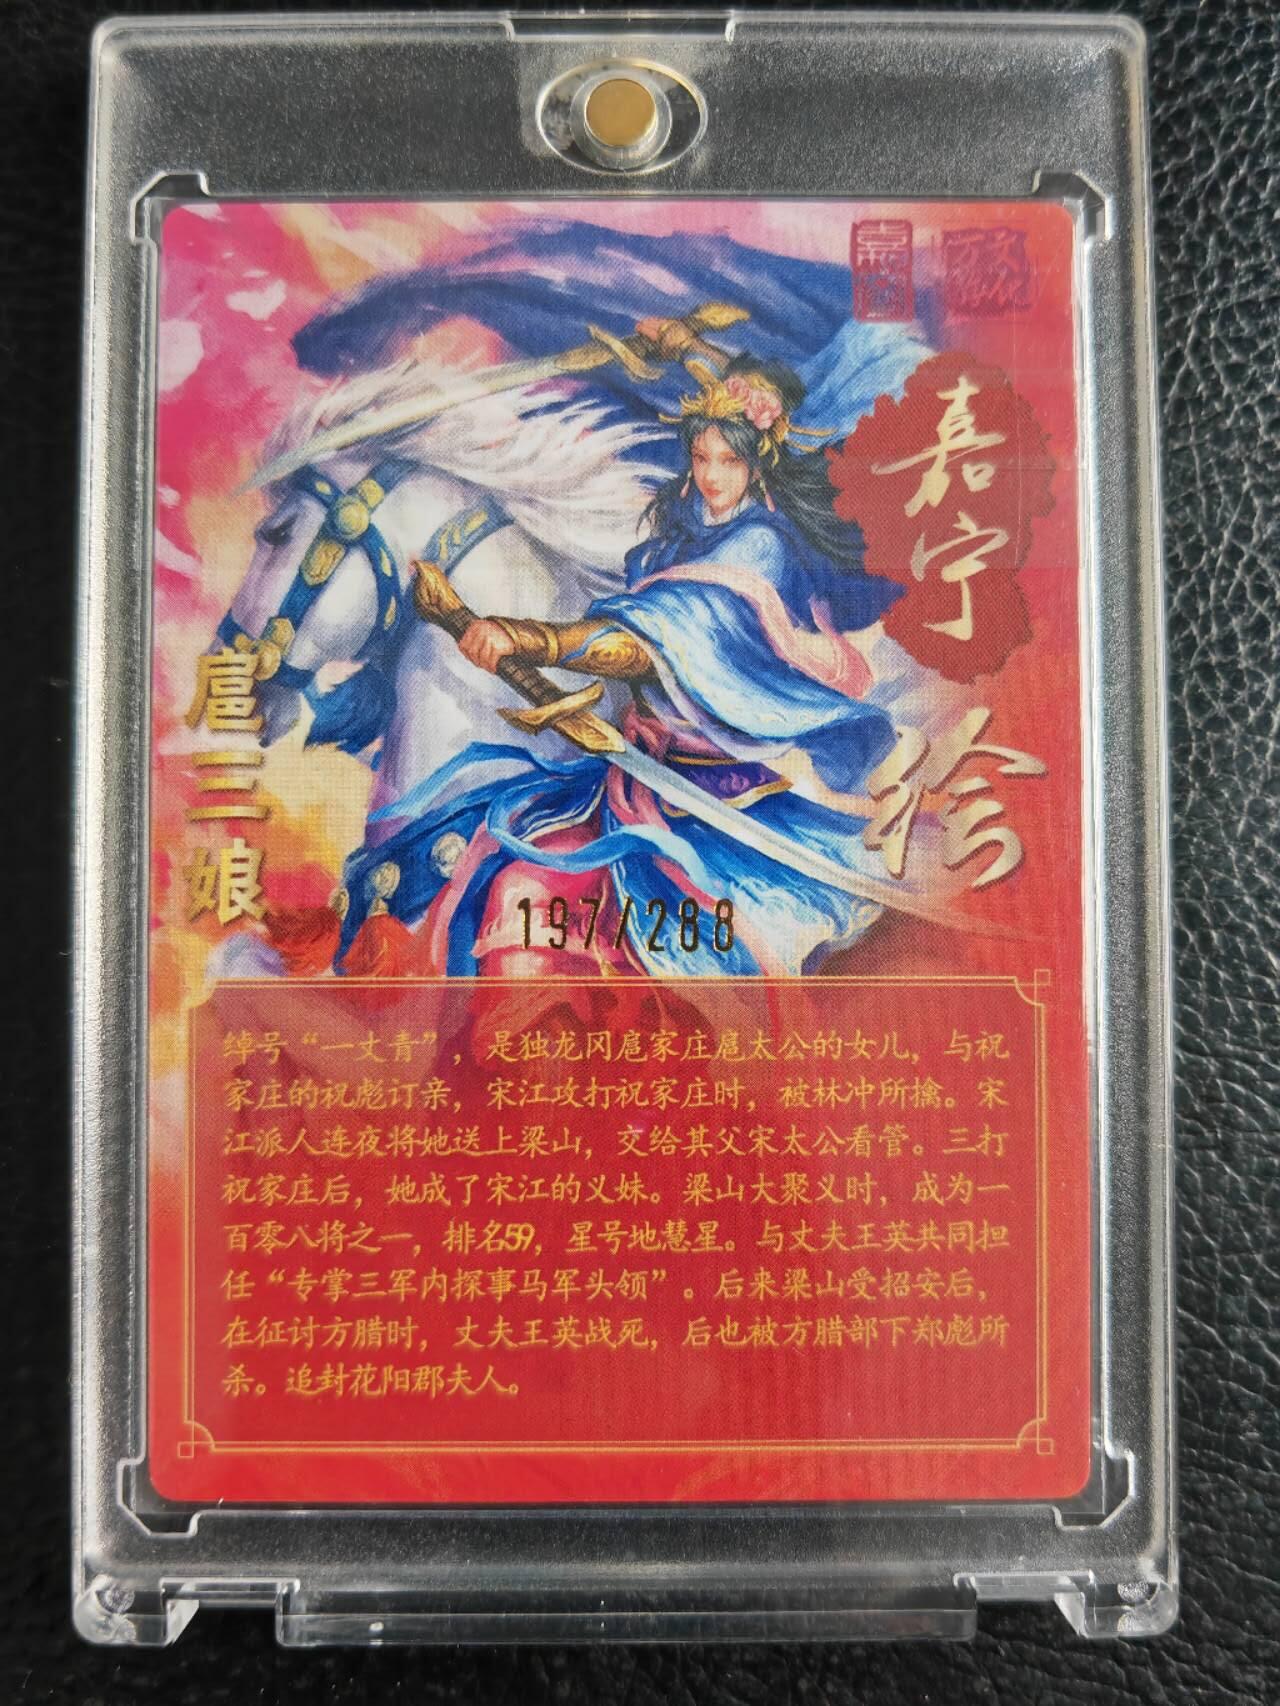 嘉宁
绘
扈三娘
197/288
绰号“一丈青”，是独龙冈扈家庄扈太公的女儿，与祝
家庄的祝彪订亲，宋江攻打祝家庄时，被林冲所擒。宋
江派人连夜将她送上梁山，交给其父宋太公看管。三打
祝家庄后，她成了宋江的义妹。梁山大聚义时，成为一
百零八将之一，排名59，星号地慧星。与丈夫王英共同担
任“专掌三军内探事马军头领”。后来梁山受招安后，
在征讨方腊时，丈夫王英战死，后也被方腊部下郑彪所
杀。追封花阳郡夫人。